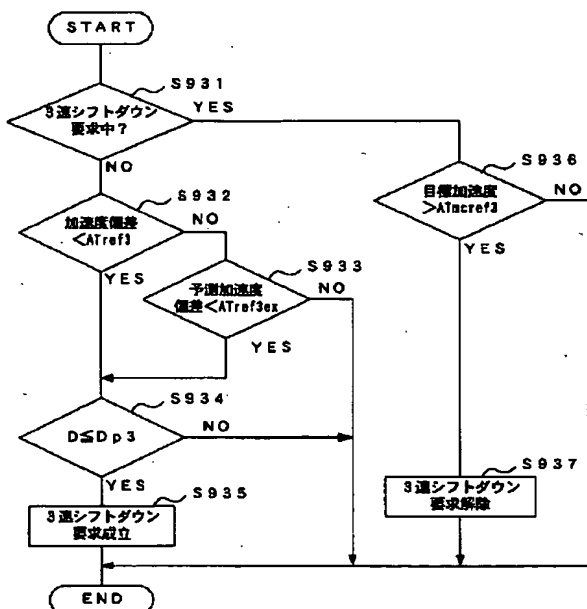 START
S931
3速シフトダウン
要求中？
YES
NO
S936
目標加速度
＞ATmcref3
NO
YES
S932
加速度偏差
＜ATref3
NO
YES
S933
予測加速度
偏差＜ATref3ex
NO
YES
S934
D≦Dp3
NO
YES
S935
3速シフトダウン
要求成立
S937
3速シフトダウン
要求解除
END